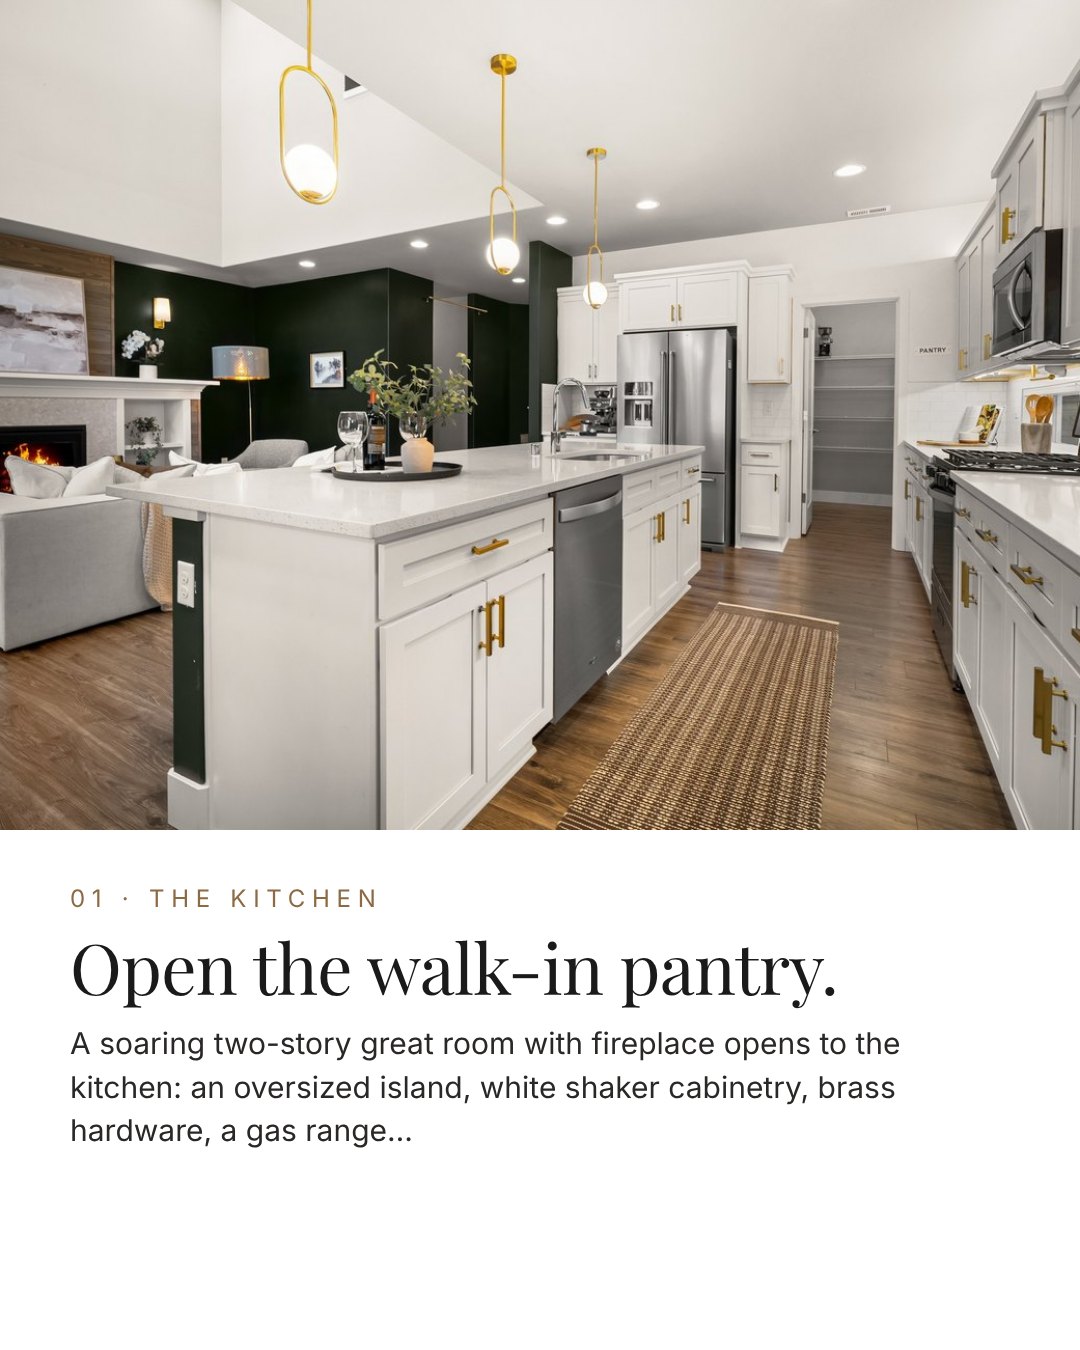 PANTRY
01 · THE KITCHEN
Open the walk-in pantry.
A soaring two-story great room with fireplace opens to the
kitchen: an oversized island, white shaker cabinetry, brass
hardware, a gas range...